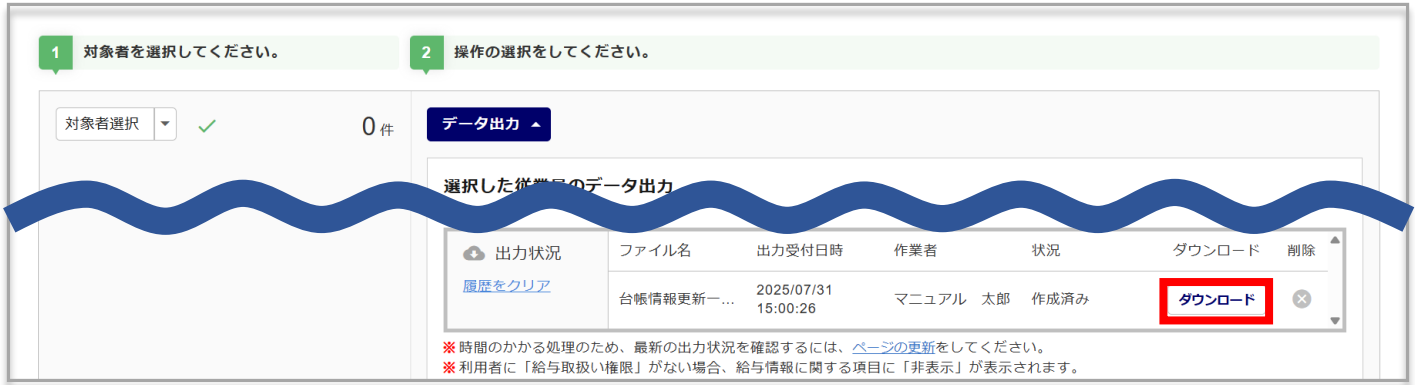 1 対象者を選択してください。
2 操作の選択をしてください。
対象者選択
0 件
データ出力
選択した従業員のデータ出力
出力状況
履歴をクリア
ファイル名 出力受付日時 作業者 状況 ダウンロード 削除
台帳情報更新一... 2025/07/31 15:00:26 マニュアル 太郎 作成済み ダウンロード
※時間のかかる処理のため、最新の出力状況を確認するには、ページの更新をしてください。
※利用者に「給与取扱い権限」がない場合、給与情報に関する項目に「非表示」が表示されます。